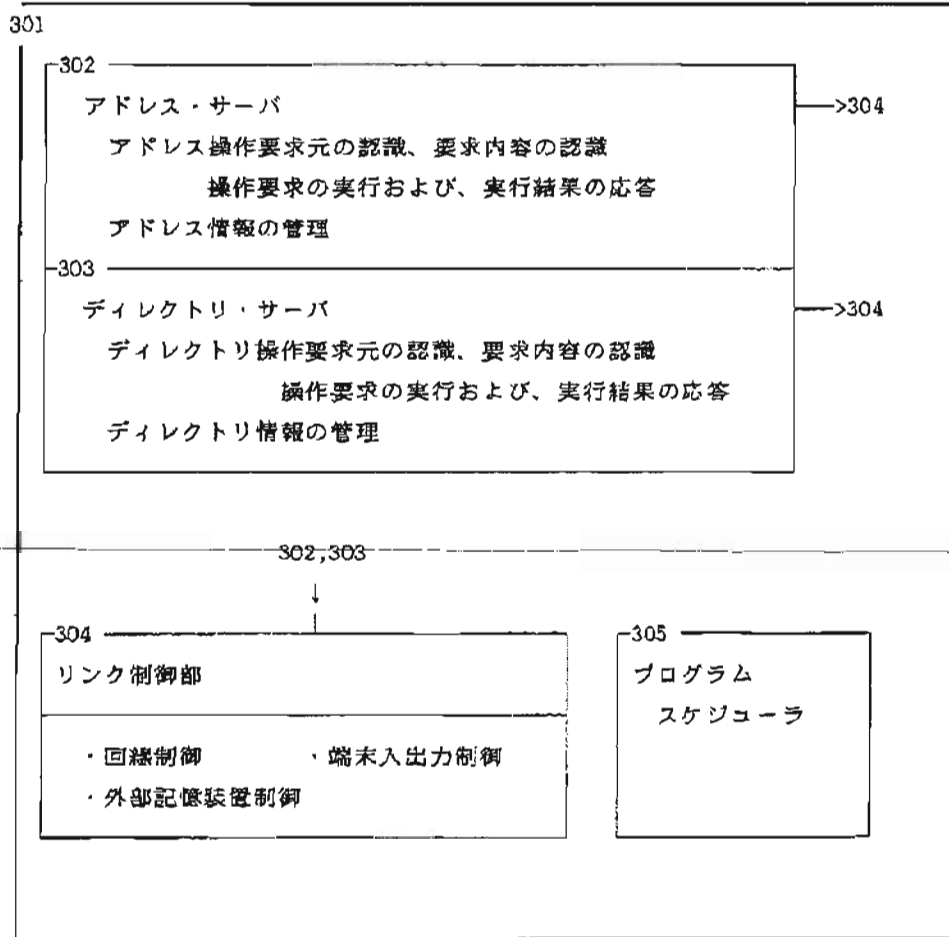 301
302
アドレス・サーバ
>304
アドレス操作要求元の認識、要求内容の認識
操作要求の実行および、実行結果の応答
アドレス情報の管理
303
ディレクトリ・サーバ
>304
ディレクトリ操作要求元の認識、要求内容の認識
操作要求の実行および、実行結果の応答
ディレクトリ情報の管理
302,303
↓
304
リンク制御部
・回線制御 ・端末入出力制御
・外部記憶装置制御
305
プログラム
スケジューラ